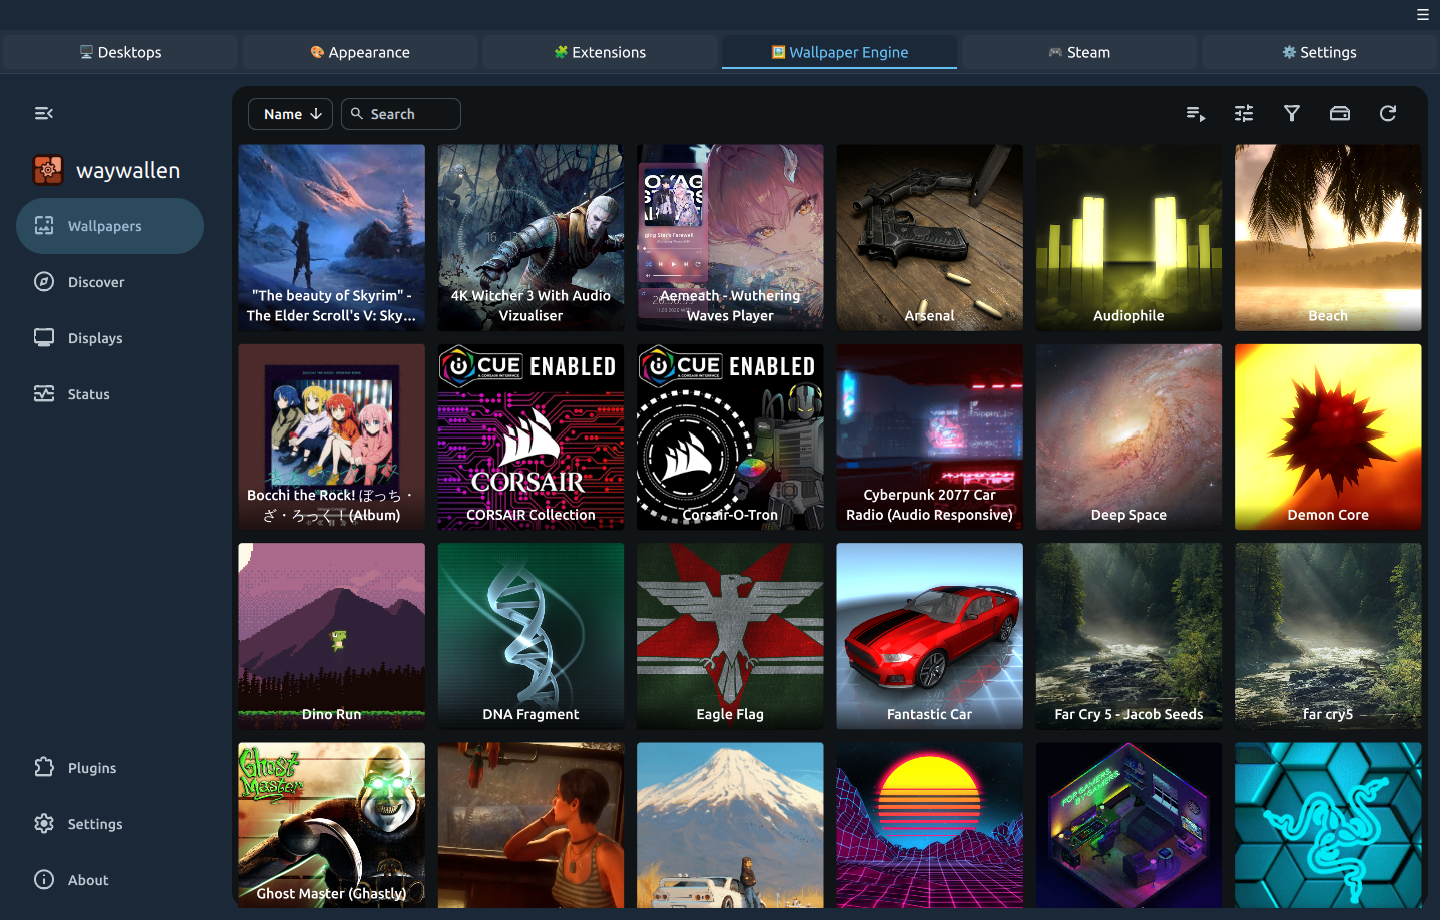 Desktops
Appearance
Extensions
Wallpaper Engine
Steam
Settings
waywallen
Wallpapers
Discover
Displays
Status
Plugins
Settings
About
Name
Search
"The beauty of Skyrim" -
The Elder Scroll's V: Sky...
4K Witcher 3 With Audio
Vizualiser
Aemeath - Wuthering
Waves Player
Arsenal
Audiophile
Beach
Bocchi the Rock! ぼっち・
ざ・ろっく！(Album)
CUE ENABLED
CORSAIR
CORSAIR Collection
CUE ENABLED
Corsair-O-Tron
Cyberpunk 2077 Car
Radio (Audio Responsive)
Deep Space
Demon Core
Dino Run
DNA Fragment
Eagle Flag
Fantastic Car
Far Cry 5 - Jacob Seeds
far cry5
Ghost
Master
Ghost Master (Ghastly)
FOR GAMERS
BY GAMERS